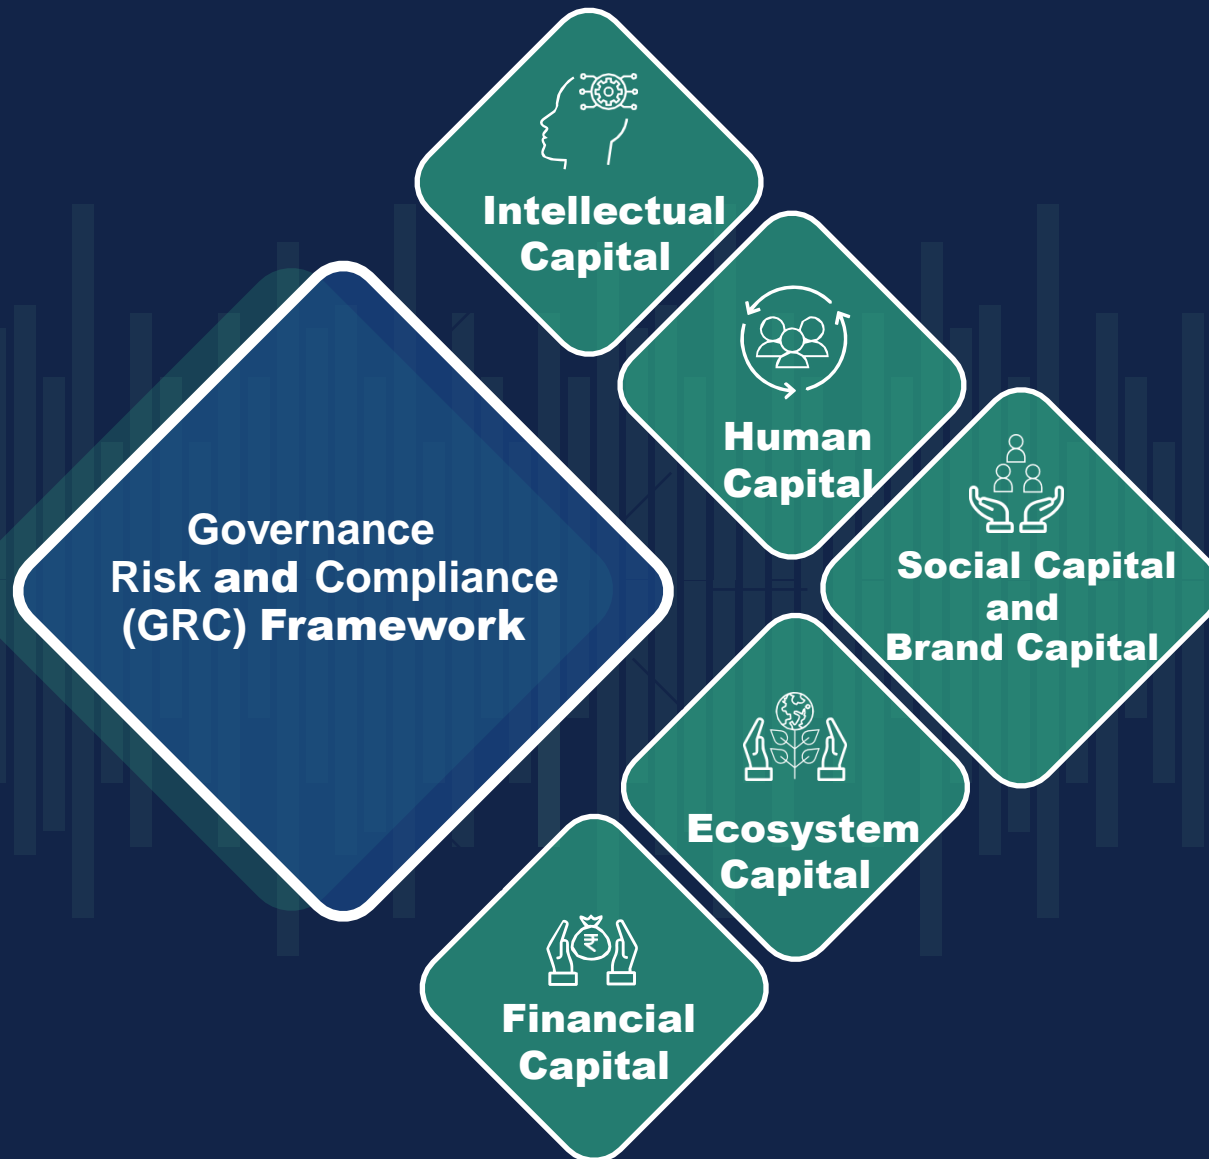 Intellectual
Capital
Human
Capital
Governance
Risk and Compliance
(GRC) Framework
Social Capital
and
Brand Capital
Ecosystem
Capital
₹
Financial
Capital